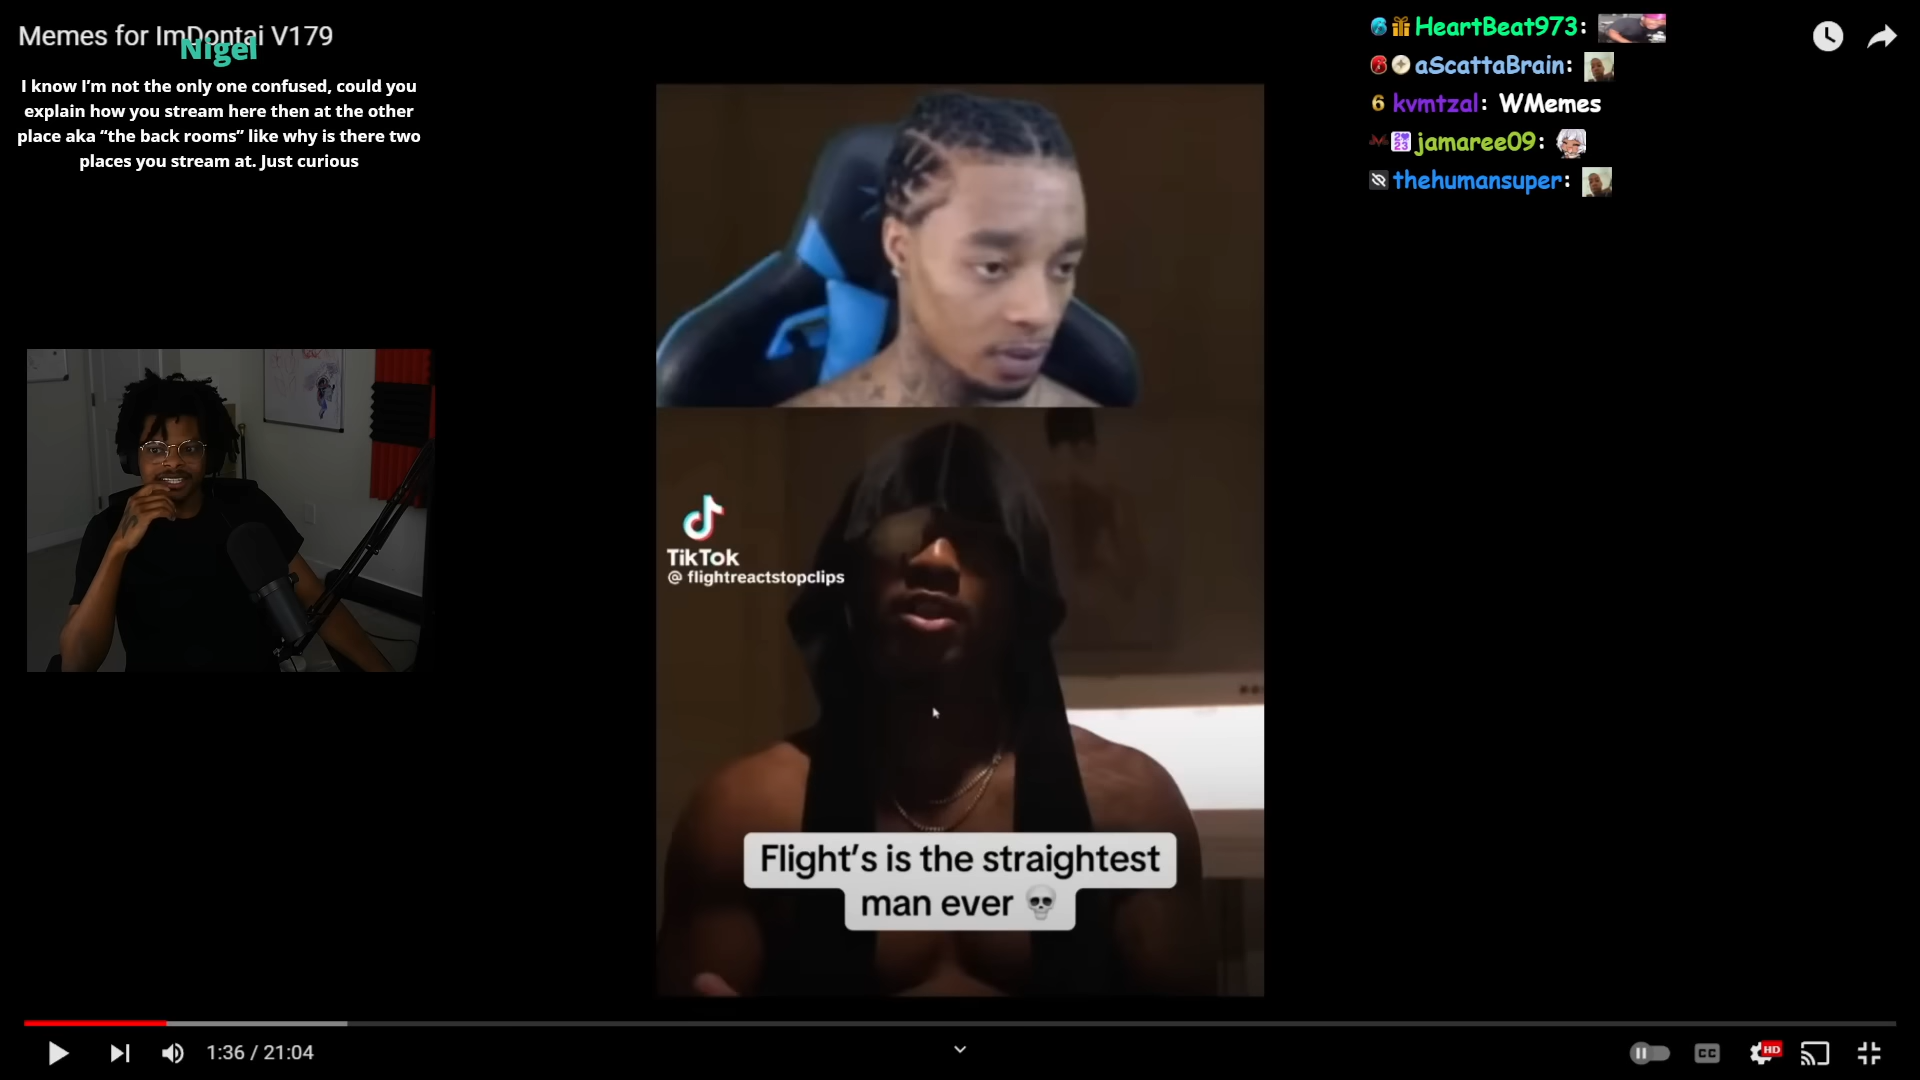 Memes for ImDontai V179
Nigel
I know I’m not the only one confused, could you
explain how you stream here then at the other
place aka “the back rooms” like why is there two
places you stream at. Just curious
HeartBeat973:
aScattaBrain:
6 kvmtzal: WMemes
jamaree09:
thehumansuper:
TikTok
@ flightreactstopclips
Flight’s is the straightest
man ever 💀
1:36 / 21:04
CC
HD